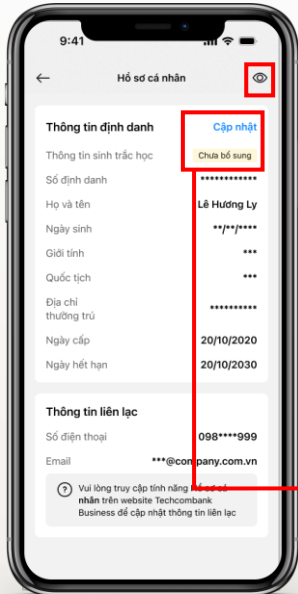 9:41
Hồ sơ cá nhân
Thông tin định danh Cập nhật
Thông tin sinh trắc học Chưa bổ sung
Số định danh ************
Họ và tên Lê Hương Ly
Ngày sinh **/**/****
Giới tính ***
Quốc tịch ***
Địa chỉ
thường trú **********
Ngày cấp 20/10/2020
Ngày hết hạn 20/10/2030
Thông tin liên lạc
Số điện thoại 098****999
Email ***@company.com.vn
Vui lòng truy cập tính năng Hồ sơ cá
nhân trên website Techcombank
Business để cập nhật thông tin liên lạc